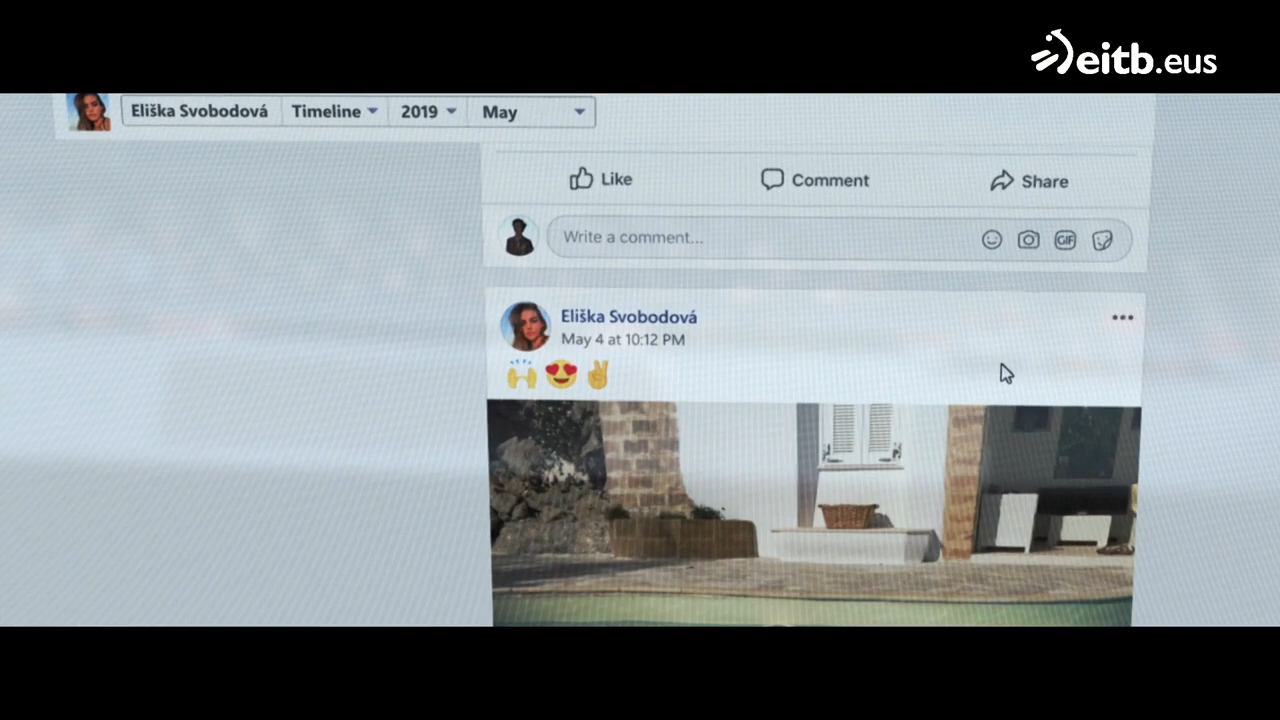 eitb.eus
Eliška Svobodová Timeline 2019 May
Like Comment Share
Write a comment...
GIF
Eliška Svobodová
May 4 at 10:12 PM